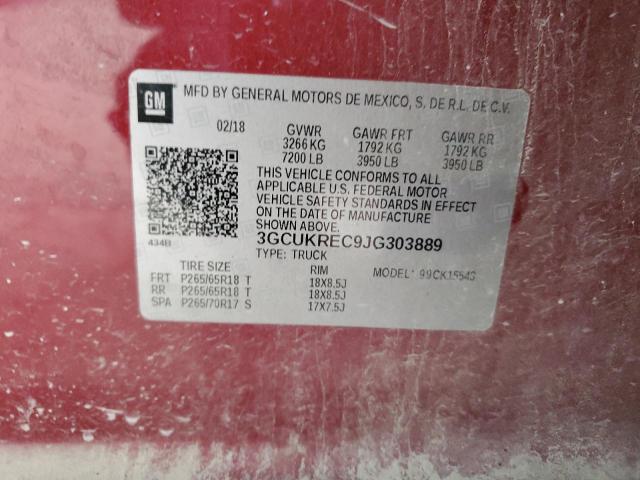 GM
MFD BY GENERAL MOTORS DE MEXICO, S. DE R.L. DE C.V.
02/18 GVWR GAWR FRT GAWR RR
3266 KG 1792 KG 1792 KG
7200 LB 3950 LB 3950 LB
THIS VEHICLE CONFORMS TO ALL
APPLICABLE U.S. FEDERAL MOTOR
VEHICLE SAFETY STANDARDS IN EFFECT
ON THE DATE OF MANUFACTURE
SHOWN ABOVE.
434B 3GCUKREC9JG303889
TYPE: TRUCK
TIRE SIZE RIM MODEL: 99CK15543
FRT P265/65R18 T 18X8.5J
RR P265/65R18 T 18X8.5J
SPA P265/70R17 S 17X7.5J